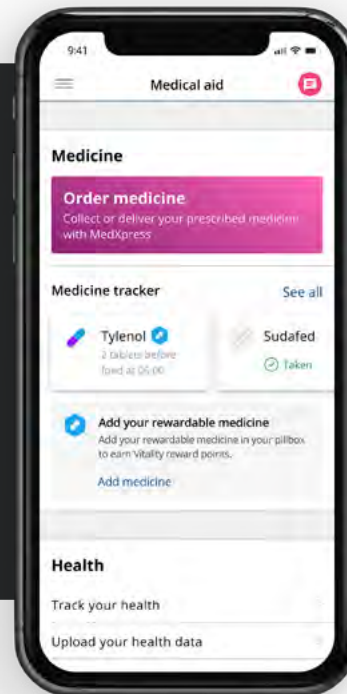 9:41
Medical aid
Medicine
Order medicine
Collect or deliver your prescribed medicine
with MedXpress
Medicine tracker
See all
Tylenol
2 tablets before
food at 06:00
Sudafed
Taken
Add your rewardable medicine
Add your rewardable medicine in your pillbox
to earn Vitality reward points.
Add medicine
Health
Track your health
Upload your health data